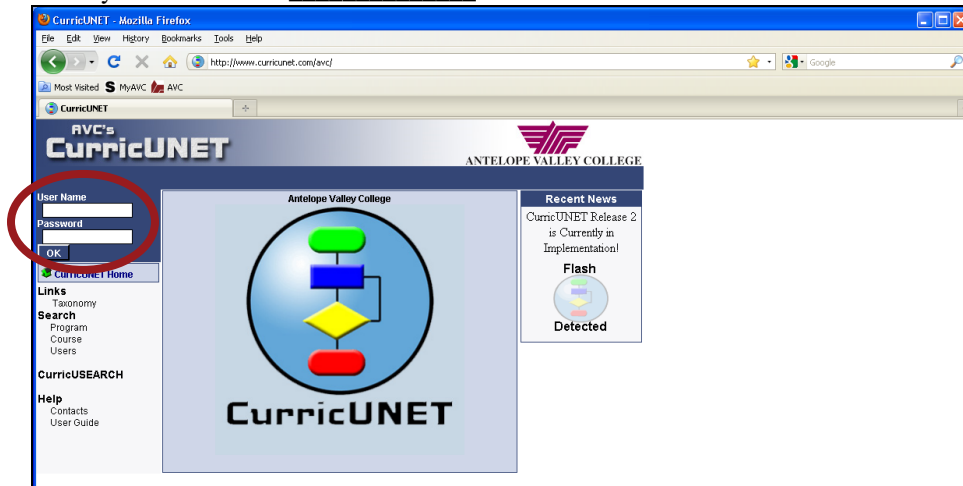 CurricUNET - Mozilla Firefox
File Edit View History Bookmarks Tools Help
http://www.curricunet.com/avc/
Google
Most Visited S MyAVC AVC
CurricUNET
AVC's
CurricUNET
ANTELOPE VALLEY COLLEGE
User Name
Password
OK
CurricUNET Home
Links
Taxonomy
Search
Program
Course
Users
CurricUSEARCH
Help
Contacts
User Guide
Antelope Valley College
CurricUNET
Recent News
CurricUNET Release 2
is Currently in
Implementation!
Flash
Detected